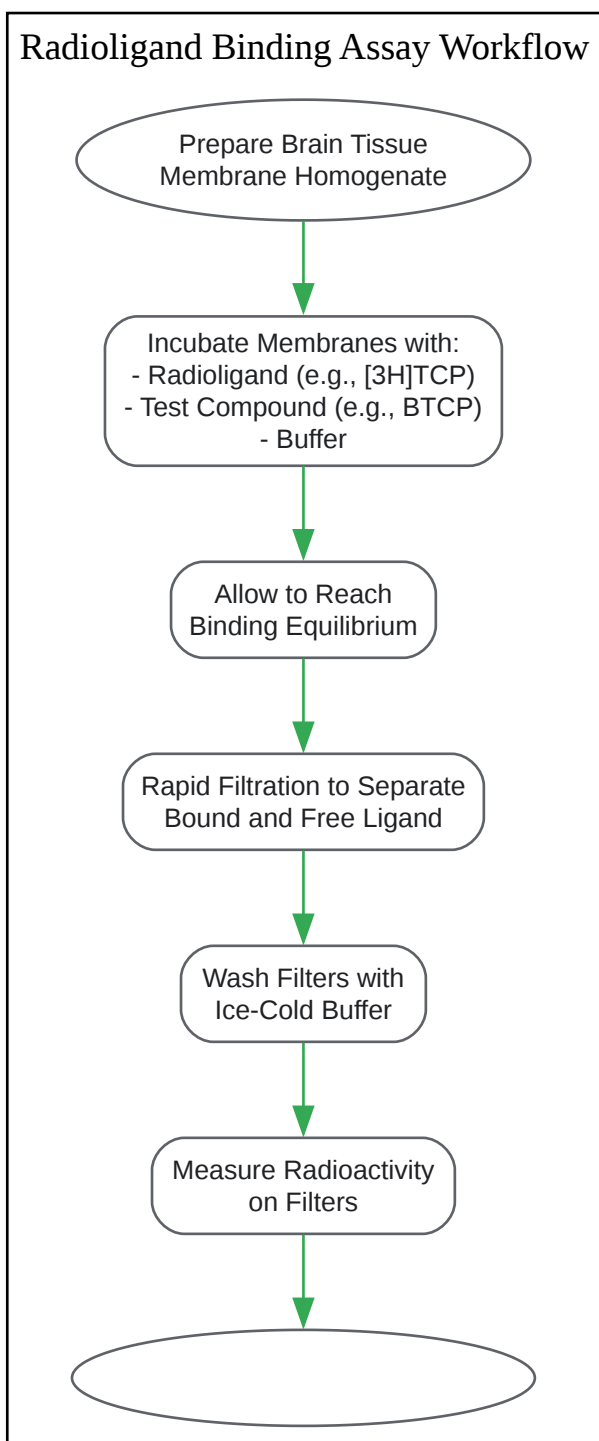 Radioligand Binding Assay Workflow
Prepare Brain Tissue
Membrane Homogenate
Incubate Membranes with:
- Radioligand (e.g., [3H]TCP)
- Test Compound (e.g., BTCP)
- Buffer
Allow to Reach
Binding Equilibrium
Rapid Filtration to Separate
Bound and Free Ligand
Wash Filters with
Ice-Cold Buffer
Measure Radioactivity
on Filters